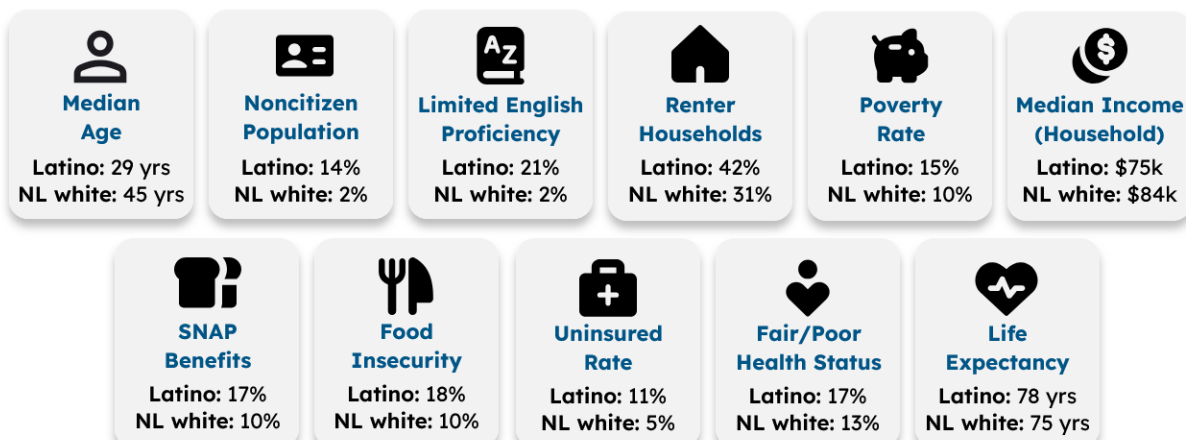 A Z
Median
Age
Latino: 29 yrs
NL white: 45 yrs
Noncitizen
Population
Latino: 14%
NL white: 2%
Limited English
Proficiency
Latino: 21%
NL white: 2%
Renter
Households
Latino: 42%
NL white: 31%
Poverty
Rate
Latino: 15%
NL white: 10%
$
Median Income
(Household)
Latino: $75k
NL white: $84k
SNAP
Benefits
Latino: 17%
NL white: 10%
Food
Insecurity
Latino: 18%
NL white: 10%
Uninsured
Rate
Latino: 11%
NL white: 5%
Fair/Poor
Health Status
Latino: 17%
NL white: 13%
Life
Expectancy
Latino: 78 yrs
NL white: 75 yrs